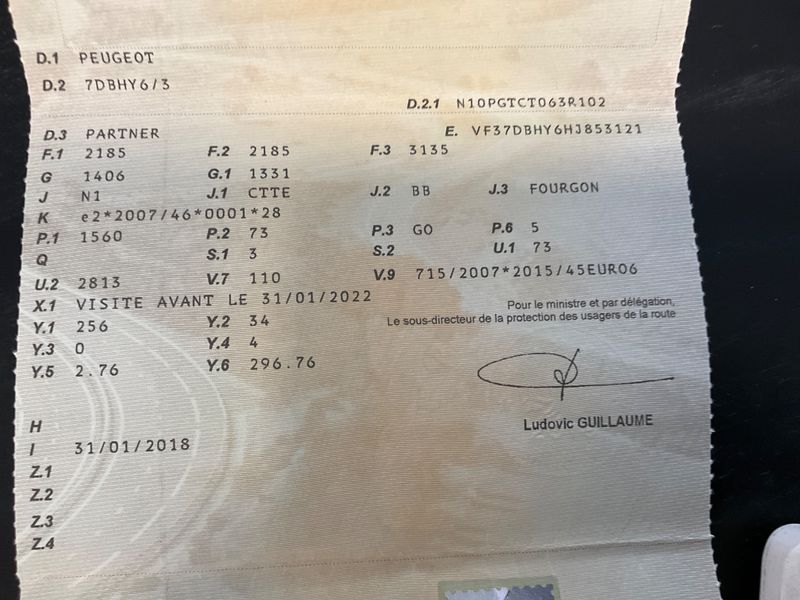 D.1 PEUGEOT
D.2 7DBHY6/3
D.2.1 N10PGTCT063R102
D.3 PARTNER E. VF37DBHY6HJ853121
F.1 2185 F.2 2185 F.3 3135
G 1406 G.1 1331
J N1 J.1 CTTE J.2 BB J.3 FOURGON
K e2*2007/46*0001*28
P.1 1560 P.2 73 P.3 GO P.6 5
Q S.1 3 S.2 U.1 73
U.2 2813 V.7 110 V.9 715/2007*2015/45EURO6
X.1 VISITE AVANT LE 31/01/2022
Y.1 256 Y.2 34
Y.3 0 Y.4 4
Y.5 2.76 Y.6 296.76
Pour le ministre et par délégation,
Le sous-directeur de la protection des usagers de la route
Ludovic GUILLAUME
H
I 31/01/2018
Z.1
Z.2
Z.3
Z.4